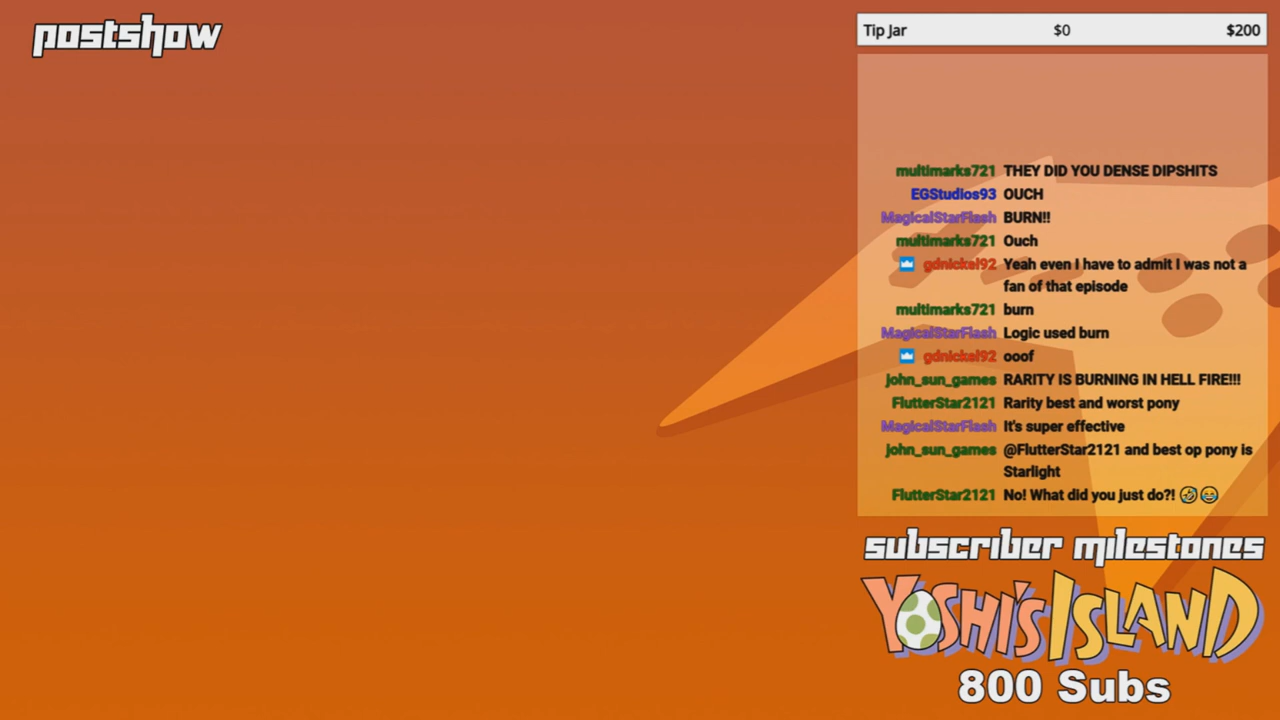 postshow
Tip Jar $0 $200
multimarks721 THEY DID YOU DENSE DIPSHITS
EGStudios93 OUCH
MagicalStarFlash BURN!!
multimarks721 Ouch
gdnickel92 Yeah even I have to admit I was not a
fan of that episode
multimarks721 burn
MagicalStarFlash Logic used burn
gdnickel92 ooof
john_sun_games RARITY IS BURNING IN HELL FIRE!!!
FlutterStar2121 Rarity best and worst pony
MagicalStarFlash It's super effective
john_sun_games @FlutterStar2121 and best op pony is
Starlight
FlutterStar2121 No! What did you just do?! 🤣😂
subscriber milestones
YOSHI'S ISLAND
800 Subs